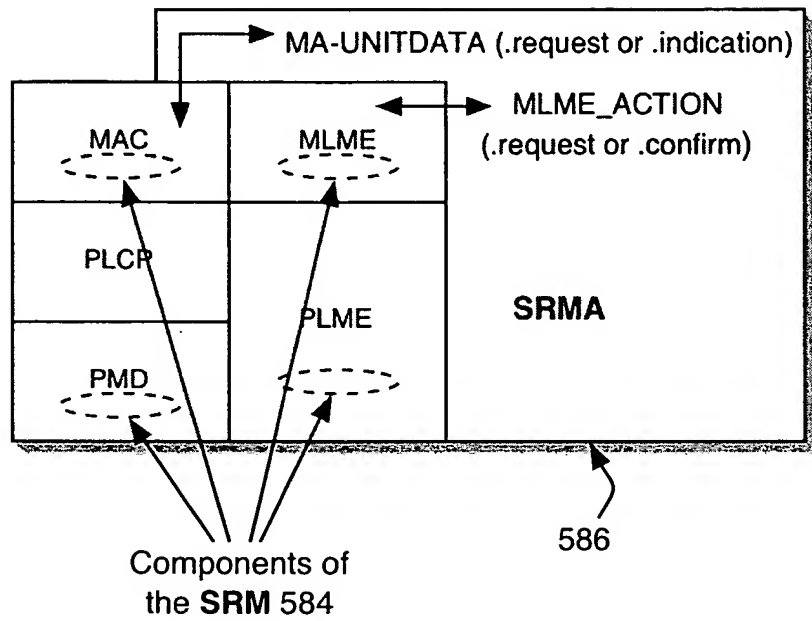 MA-UNITDATA (.request or .indication)
MLME_ACTION
(.request or .confirm)
MAC
MLME
PLCP
PLME
SRMA
PMD
586
Components of
the SRM 584